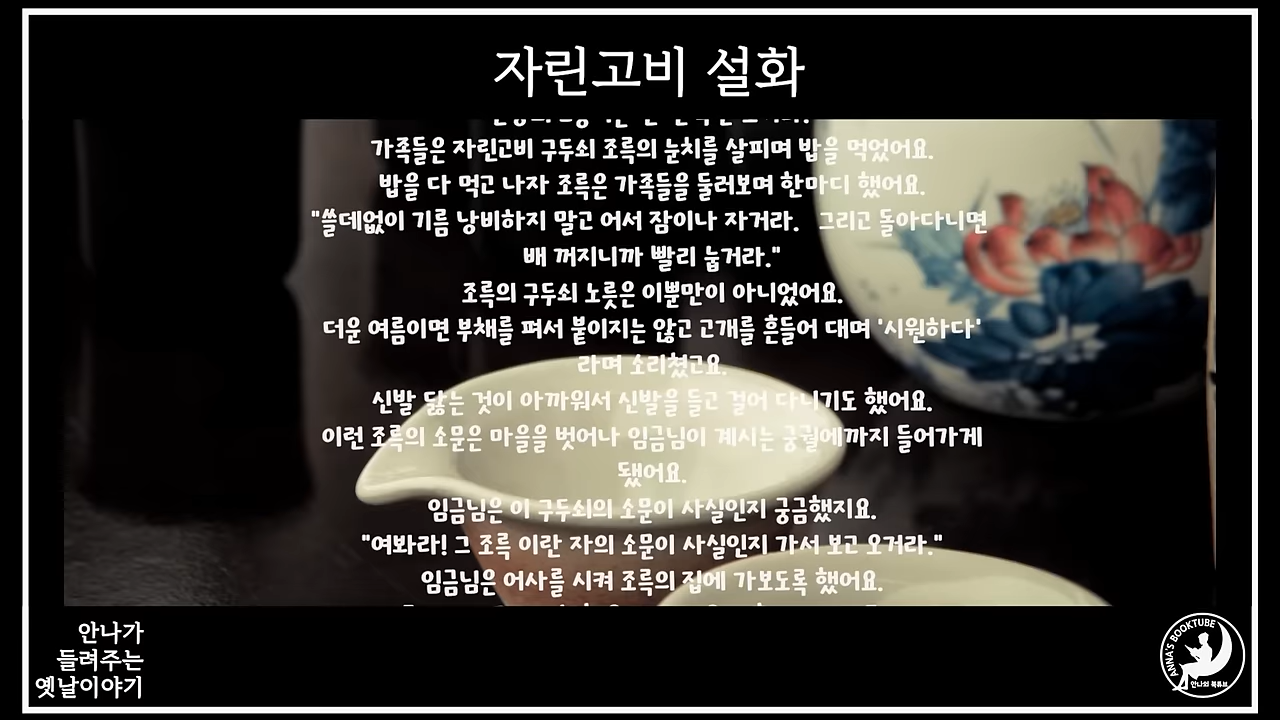 자린고비 설화
가족들은 자린고비 구두쇠 조륵의 눈치를 살피며 밥을 먹었어요.
밥을 다 먹고 나자 조륵은 가족들을 둘러보며 한마디 했어요.
"쓸데없이 기름 낭비하지 말고 어서 잠이나 자거라. 그리고 돌아다니면
배 꺼지니까 빨리 눕거라."
조륵의 구두쇠 노릇은 이뿐만이 아니었어요.
더운 여름이면 부채를 펴서 붙이지는 않고 고개를 흔들어 대며 '시원하다'
라며 소리쳤고요.
신발 닳는 것이 아까워서 신발을 들고 걸어 다니기도 했어요.
이런 조륵의 소문은 마을을 벗어나 임금님이 계시는 궁궐에까지 들어가게
됐어요.
임금님은 이 구두쇠의 소문이 사실인지 궁금했지요.
"여봐라! 그 조륵 이란 자의 소문이 사실인지 가서 보고 오거라."
임금님은 어사를 시켜 조륵의 집에 가보도록 했어요.
안나가
들려주는
옛날이야기
ANNA'S BOOKTUBE
안나의 북튜브